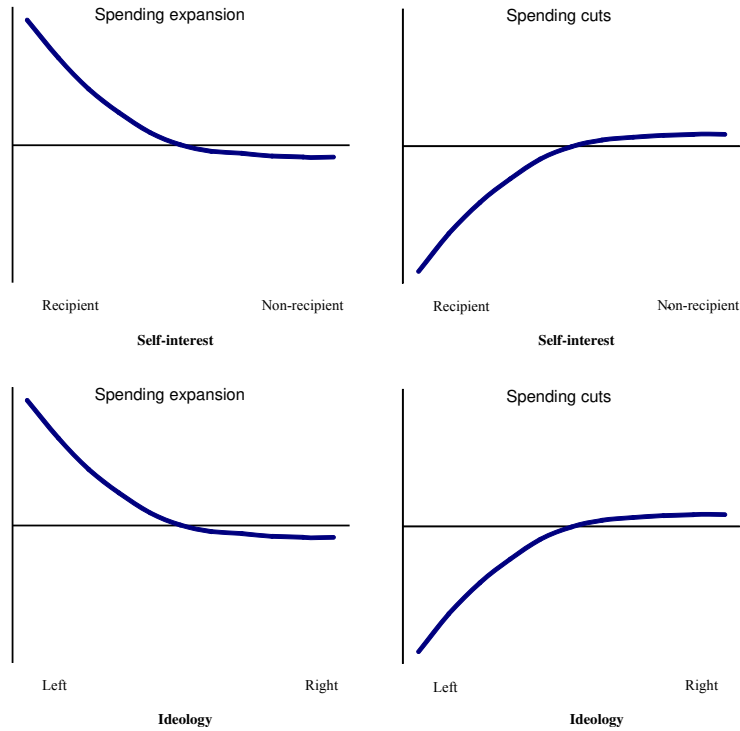 Spending expansion
Spending cuts
Recipient
Non-recipient
Recipient
Non-recipient
Self-interest
Self-interest
Spending expansion
Spending cuts
Left
Right
Left
Right
Ideology
Ideology